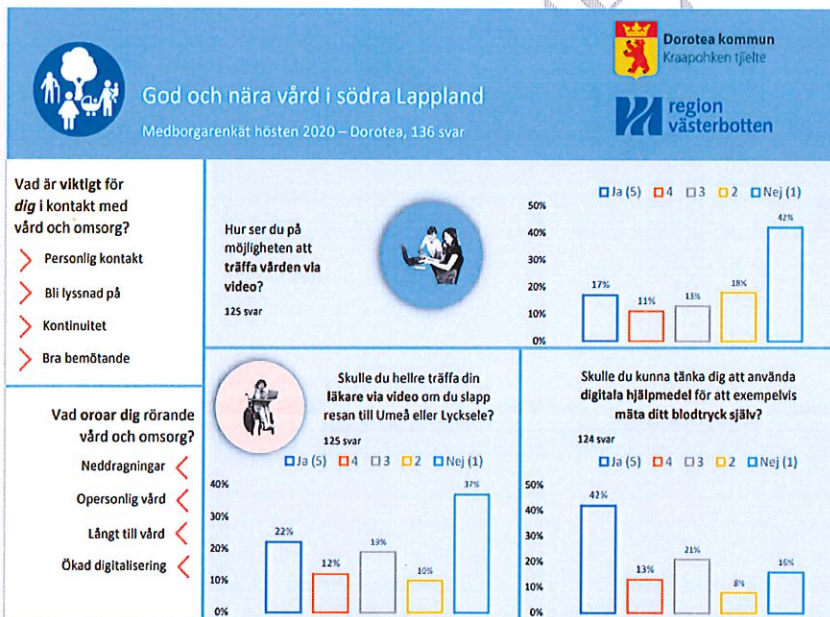 Dorotea kommun
Kraapohken tjïelte
region
västerbotten
God och nära vård i södra Lappland
Medborgarenkät hösten 2020 – Dorotea, 136 svar
Vad är viktigt för
dig i kontakt med
vård och omsorg?
Personlig kontakt
Bli lyssnad på
Kontinuitet
Bra bemötande
Vad oroar dig rörande
vård och omsorg?
Neddragningar
Opersonlig vård
Långt till vård
Ökad digitalisering
Hur ser du på
möjligheten att
träffa vården via
video?
125 svar
Ja (5) 4 3 2 Nej (1)
50%
40%
30%
20%
10%
0%
17%
11%
13%
18%
42%
Skulle du hellre träffa din
läkare via video om du slapp
resan till Umeå eller Lycksele?
125 svar
Ja (5) 4 3 2 Nej (1)
40%
30%
20%
10%
0%
22%
12%
19%
10%
37%
Skulle du kunna tänka dig att använda
digitala hjälpmedel för att exempelvis
mäta ditt blodtryck själv?
124 svar
Ja (5) 4 3 2 Nej (1)
50%
40%
30%
20%
10%
0%
42%
13%
21%
8%
16%